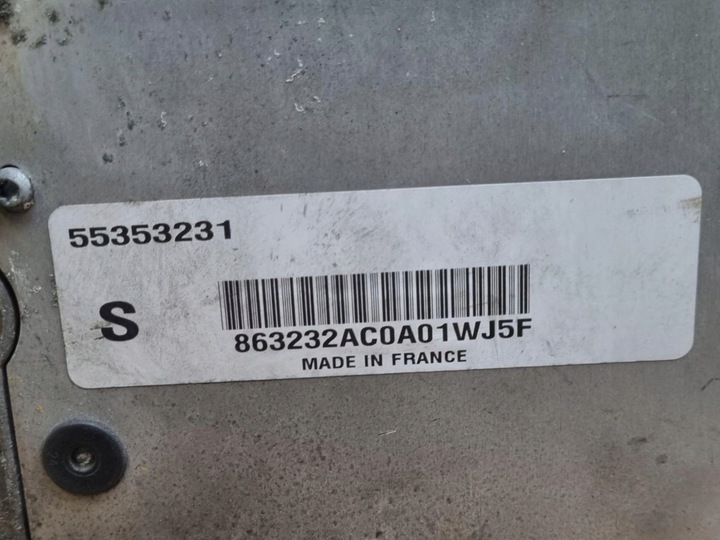 55353231
S
863232AC0A01WJ5F
MADE IN FRANCE